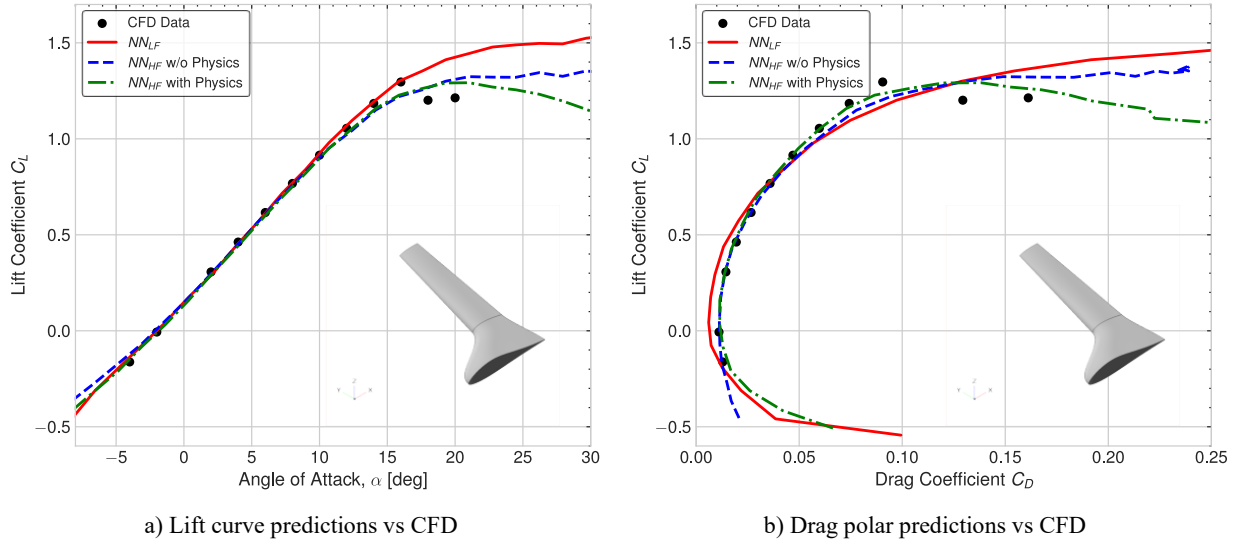 CFD Data
NN_LF
NN_HF w/o Physics
NN_HF with Physics
1.5
1.0
0.5
0.0
−0.5
Lift Coefficient C_L
−5
0
5
10
15
20
25
30
Angle of Attack, α [deg]
Y
Z
X
a) Lift curve predictions vs CFD
CFD Data
NN_LF
NN_HF w/o Physics
NN_HF with Physics
1.5
1.0
0.5
0.0
−0.5
Lift Coefficient C_L
0.00
0.05
0.10
0.15
0.20
0.25
Drag Coefficient C_D
Y
Z
X
b) Drag polar predictions vs CFD